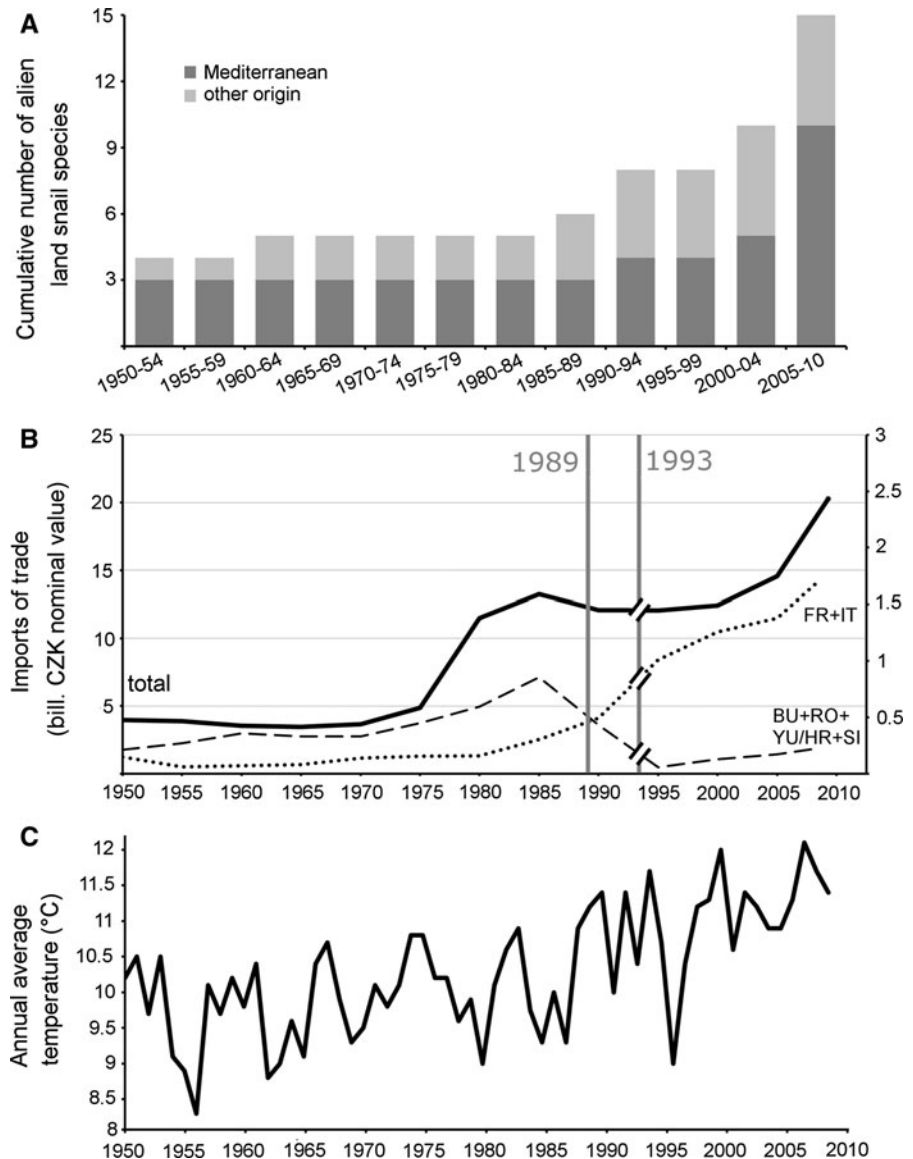 A
Cumulative number of alien
land snail species
15
12
9
6
3
Mediterranean
other origin
1950-54
1955-59
1960-64
1965-69
1970-74
1975-79
1980-84
1985-89
1990-94
1995-99
2000-04
2005-10
B
Imports of trade
(bill. CZK nominal value)
25
20
15
10
5
1989
1993
3
2.5
2
1.5
1
0.5
total
FR+IT
BU+RO+
YU/HR+SI
1950 1955 1960 1965 1970 1975 1980 1985 1990 1995 2000 2005 2010
C
Annual average
temperature (°C)
12
11.5
11
10.5
10
9.5
9
8.5
8
1950 1955 1960 1965 1970 1975 1980 1985 1990 1995 2000 2005 2010